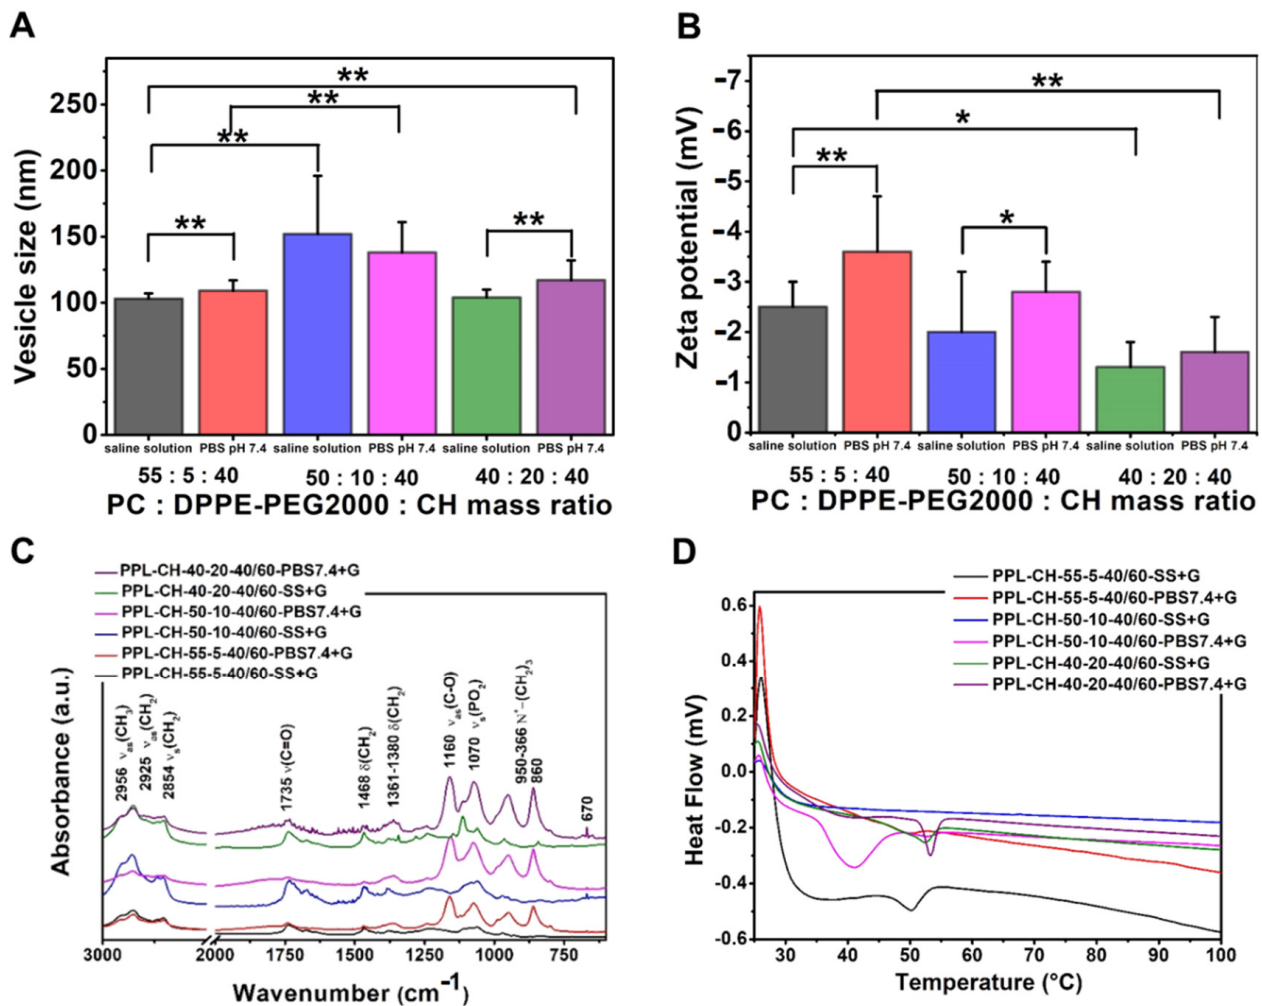 A
Vesicle size (nm)
250
200
150
100
50
0
**
**
**
**
**
saline solution PBS pH 7.4 saline solution PBS pH 7.4 saline solution PBS pH 7.4
55 : 5 : 40 50 : 10 : 40 40 : 20 : 40
PC : DPPE-PEG2000 : CH mass ratio
B
Zeta potential (mV)
-7
-6
-5
-4
-3
-2
-1
0
**
*
**
*
saline solution PBS pH 7.4 saline solution PBS pH 7.4 saline solution PBS pH 7.4
55 : 5 : 40 50 : 10 : 40 40 : 20 : 40
PC : DPPE-PEG2000 : CH mass ratio
C
PPL-CH-40-20-40/60-PBS7.4+G
PPL-CH-40-20-40/60-SS+G
PPL-CH-50-10-40/60-PBS7.4+G
PPL-CH-50-10-40/60-SS+G
PPL-CH-55-5-40/60-PBS7.4+G
PPL-CH-55-5-40/60-SS+G
Absorbance (a.u.)
2956 νas(CH3)
2925 νas(CH2)
2854 νs(CH2)
1735 ν(C=O)
1468 δ(CH2)
1361-1380 δ(CH2)
1160 νas(C-O)
1070 νs(PO2)
950-366 N+–(CH2)3
860
670
3000 2000 1750 1500 1250 1000 750
Wavenumber (cm-1)
D
PPL-CH-55-5-40/60-SS+G
PPL-CH-55-5-40/60-PBS7.4+G
PPL-CH-50-10-40/60-SS+G
PPL-CH-50-10-40/60-PBS7.4+G
PPL-CH-40-20-40/60-SS+G
PPL-CH-40-20-40/60-PBS7.4+G
Heat Flow (mV)
0.6
0.4
0.2
0.0
-0.2
-0.4
-0.6
30 40 50 60 70 80 90 100
Temperature (°C)